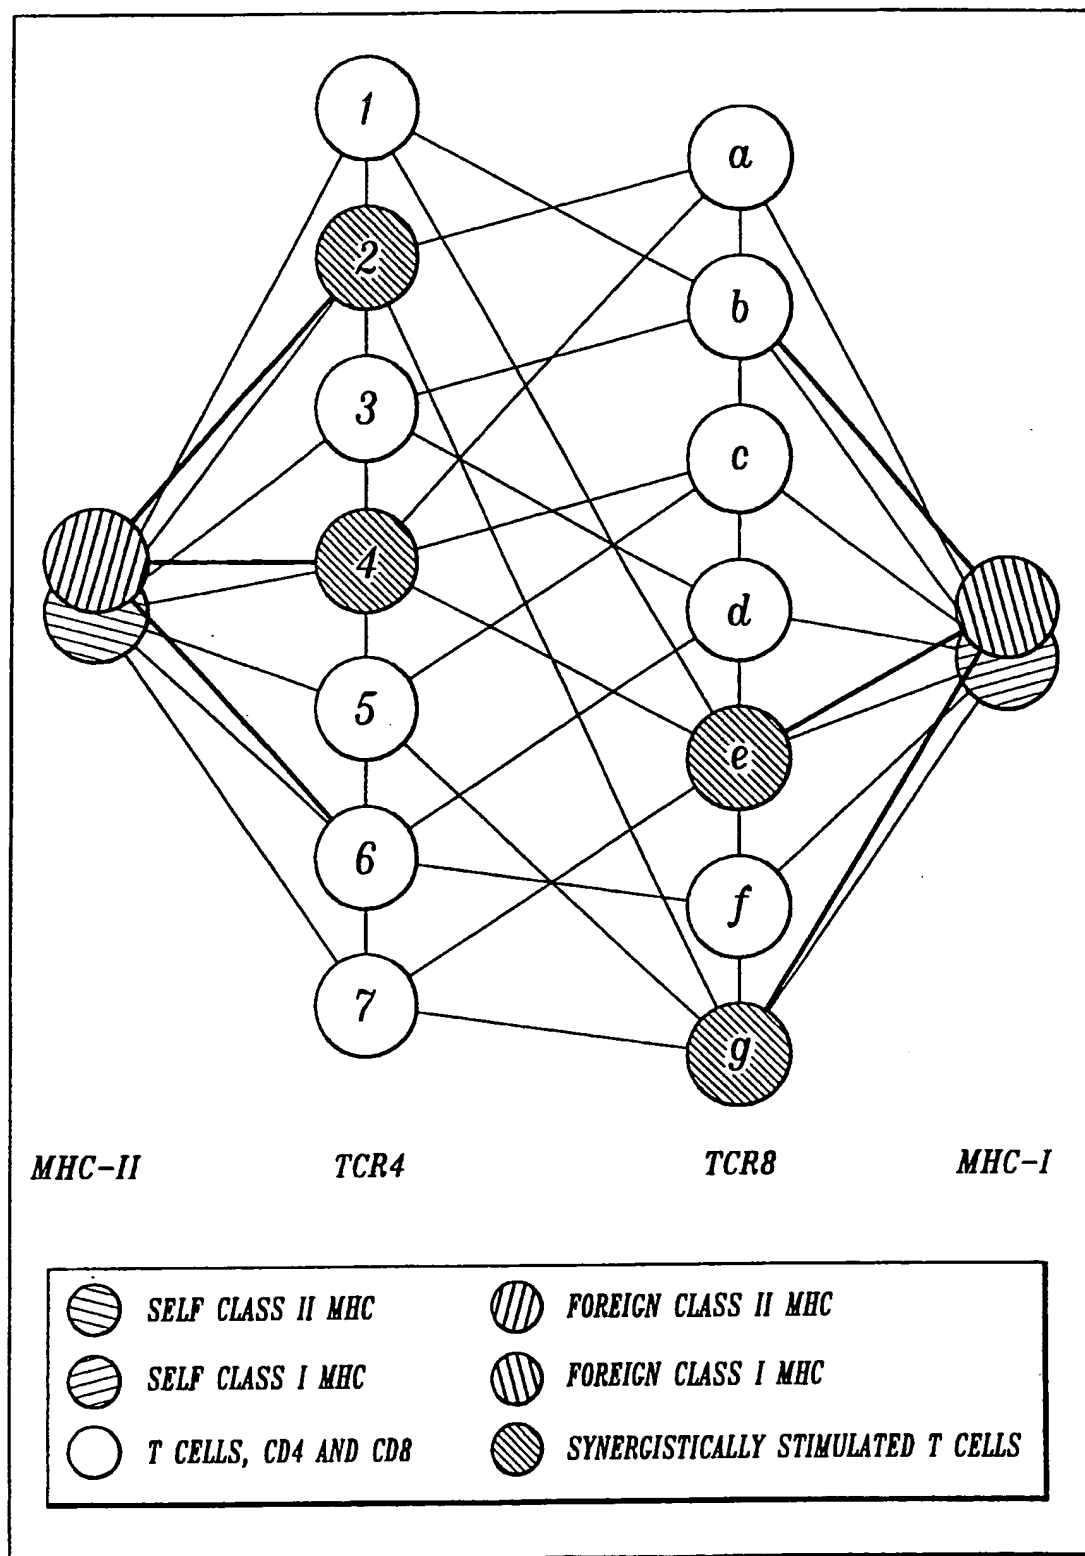 1
a
2
b
3
c
4
d
5
e
6
f
7
g
MHC-II TCR4 TCR8 MHC-I
SELF CLASS II MHC
FOREIGN CLASS II MHC
SELF CLASS I MHC
FOREIGN CLASS I MHC
T CELLS, CD4 AND CD8
SYNERGISTICALLY STIMULATED T CELLS